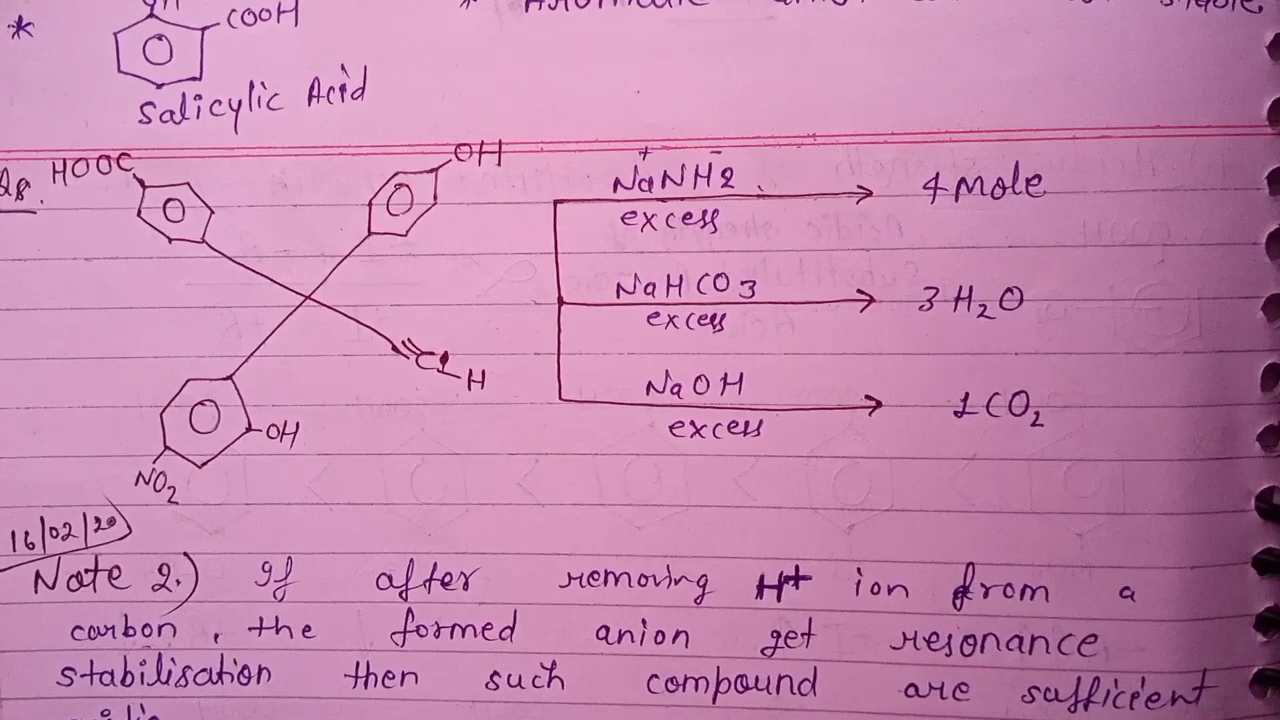 * COOH
Salicylic Acid
Q8. HOOC OH
NaNH2 + - excess → 4 mole
NaHCO3 excess → 3 H2O
H
NaOH excess → 1 CO2
OH
NO2
16/02/20
Note 2.) If after removing H+ ion from a
carbon, the formed anion get resonance
stabilisation then such compound are sufficient